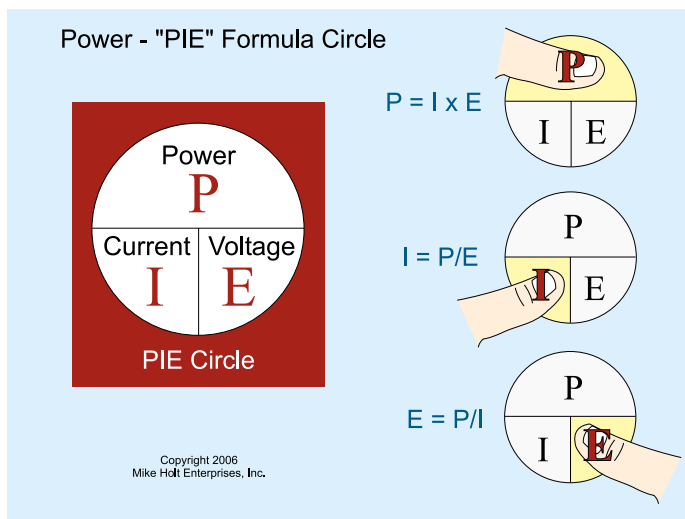 Power - "PIE" Formula Circle
Power
P
Current
Voltage
I
E
PIE Circle
Copyright 2006
Mike Holt Enterprises, Inc.
P = I x E
P
I
E
I = P/E
P
I
E
E = P/I
P
I
E